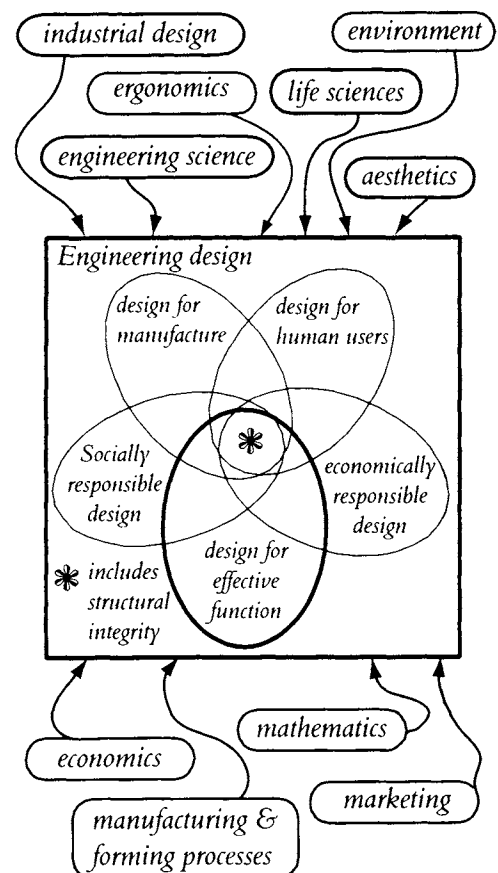 industrial design
environment
ergonomics
life sciences
engineering science
aesthetics
Engineering design
design for
manufacture
design for
human users
Socially
responsible
design
economically
responsible
design
design for
effective
function
* includes
structural
integrity
economics
mathematics
manufacturing &
forming processes
marketing